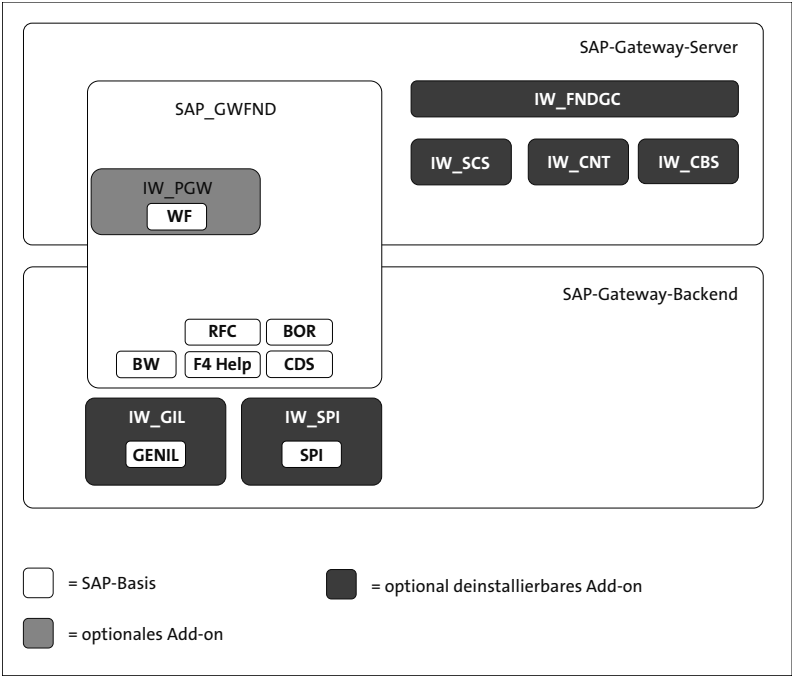 SAP-Gateway-Server
SAP_GWFND
IW_FNDGC
IW_SCS
IW_CNT
IW_CBS
IW_PGW
WF
SAP-Gateway-Backend
RFC
BOR
BW
F4 Help
CDS
IW_GIL
IW_SPI
GENIL
SPI
= SAP-Basis
= optional deinstallierbares Add-on
= optionales Add-on